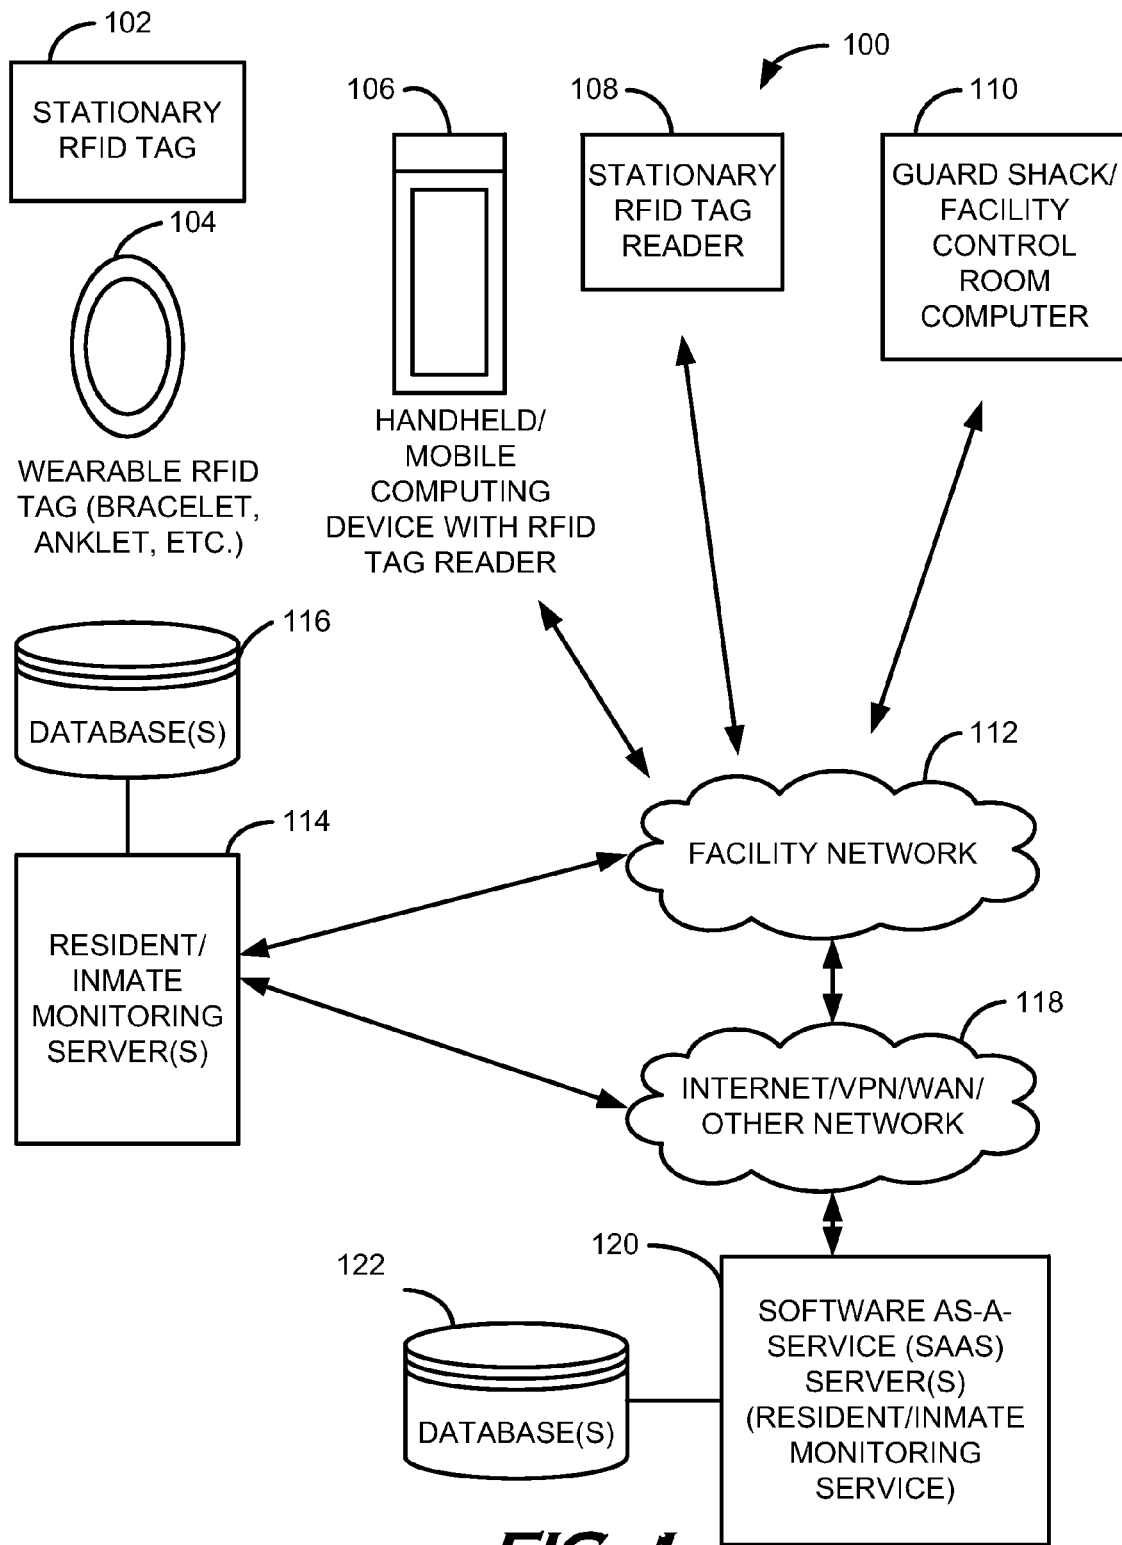 102
STATIONARY
RFID TAG
104
WEARABLE RFID
TAG (BRACELET,
ANKLET, ETC.)
106
HANDHELD/
MOBILE
COMPUTING
DEVICE WITH RFID
TAG READER
108
STATIONARY
RFID TAG
READER
100
110
GUARD SHACK/
FACILITY
CONTROL
ROOM
COMPUTER
116
DATABASE(S)
114
RESIDENT/
INMATE
MONITORING
SERVER(S)
112
FACILITY NETWORK
118
INTERNET/VPN/WAN/
OTHER NETWORK
120
SOFTWARE AS-A-
SERVICE (SAAS)
SERVER(S)
(RESIDENT/INMATE
MONITORING
SERVICE)
122
DATABASE(S)
FIG. 1